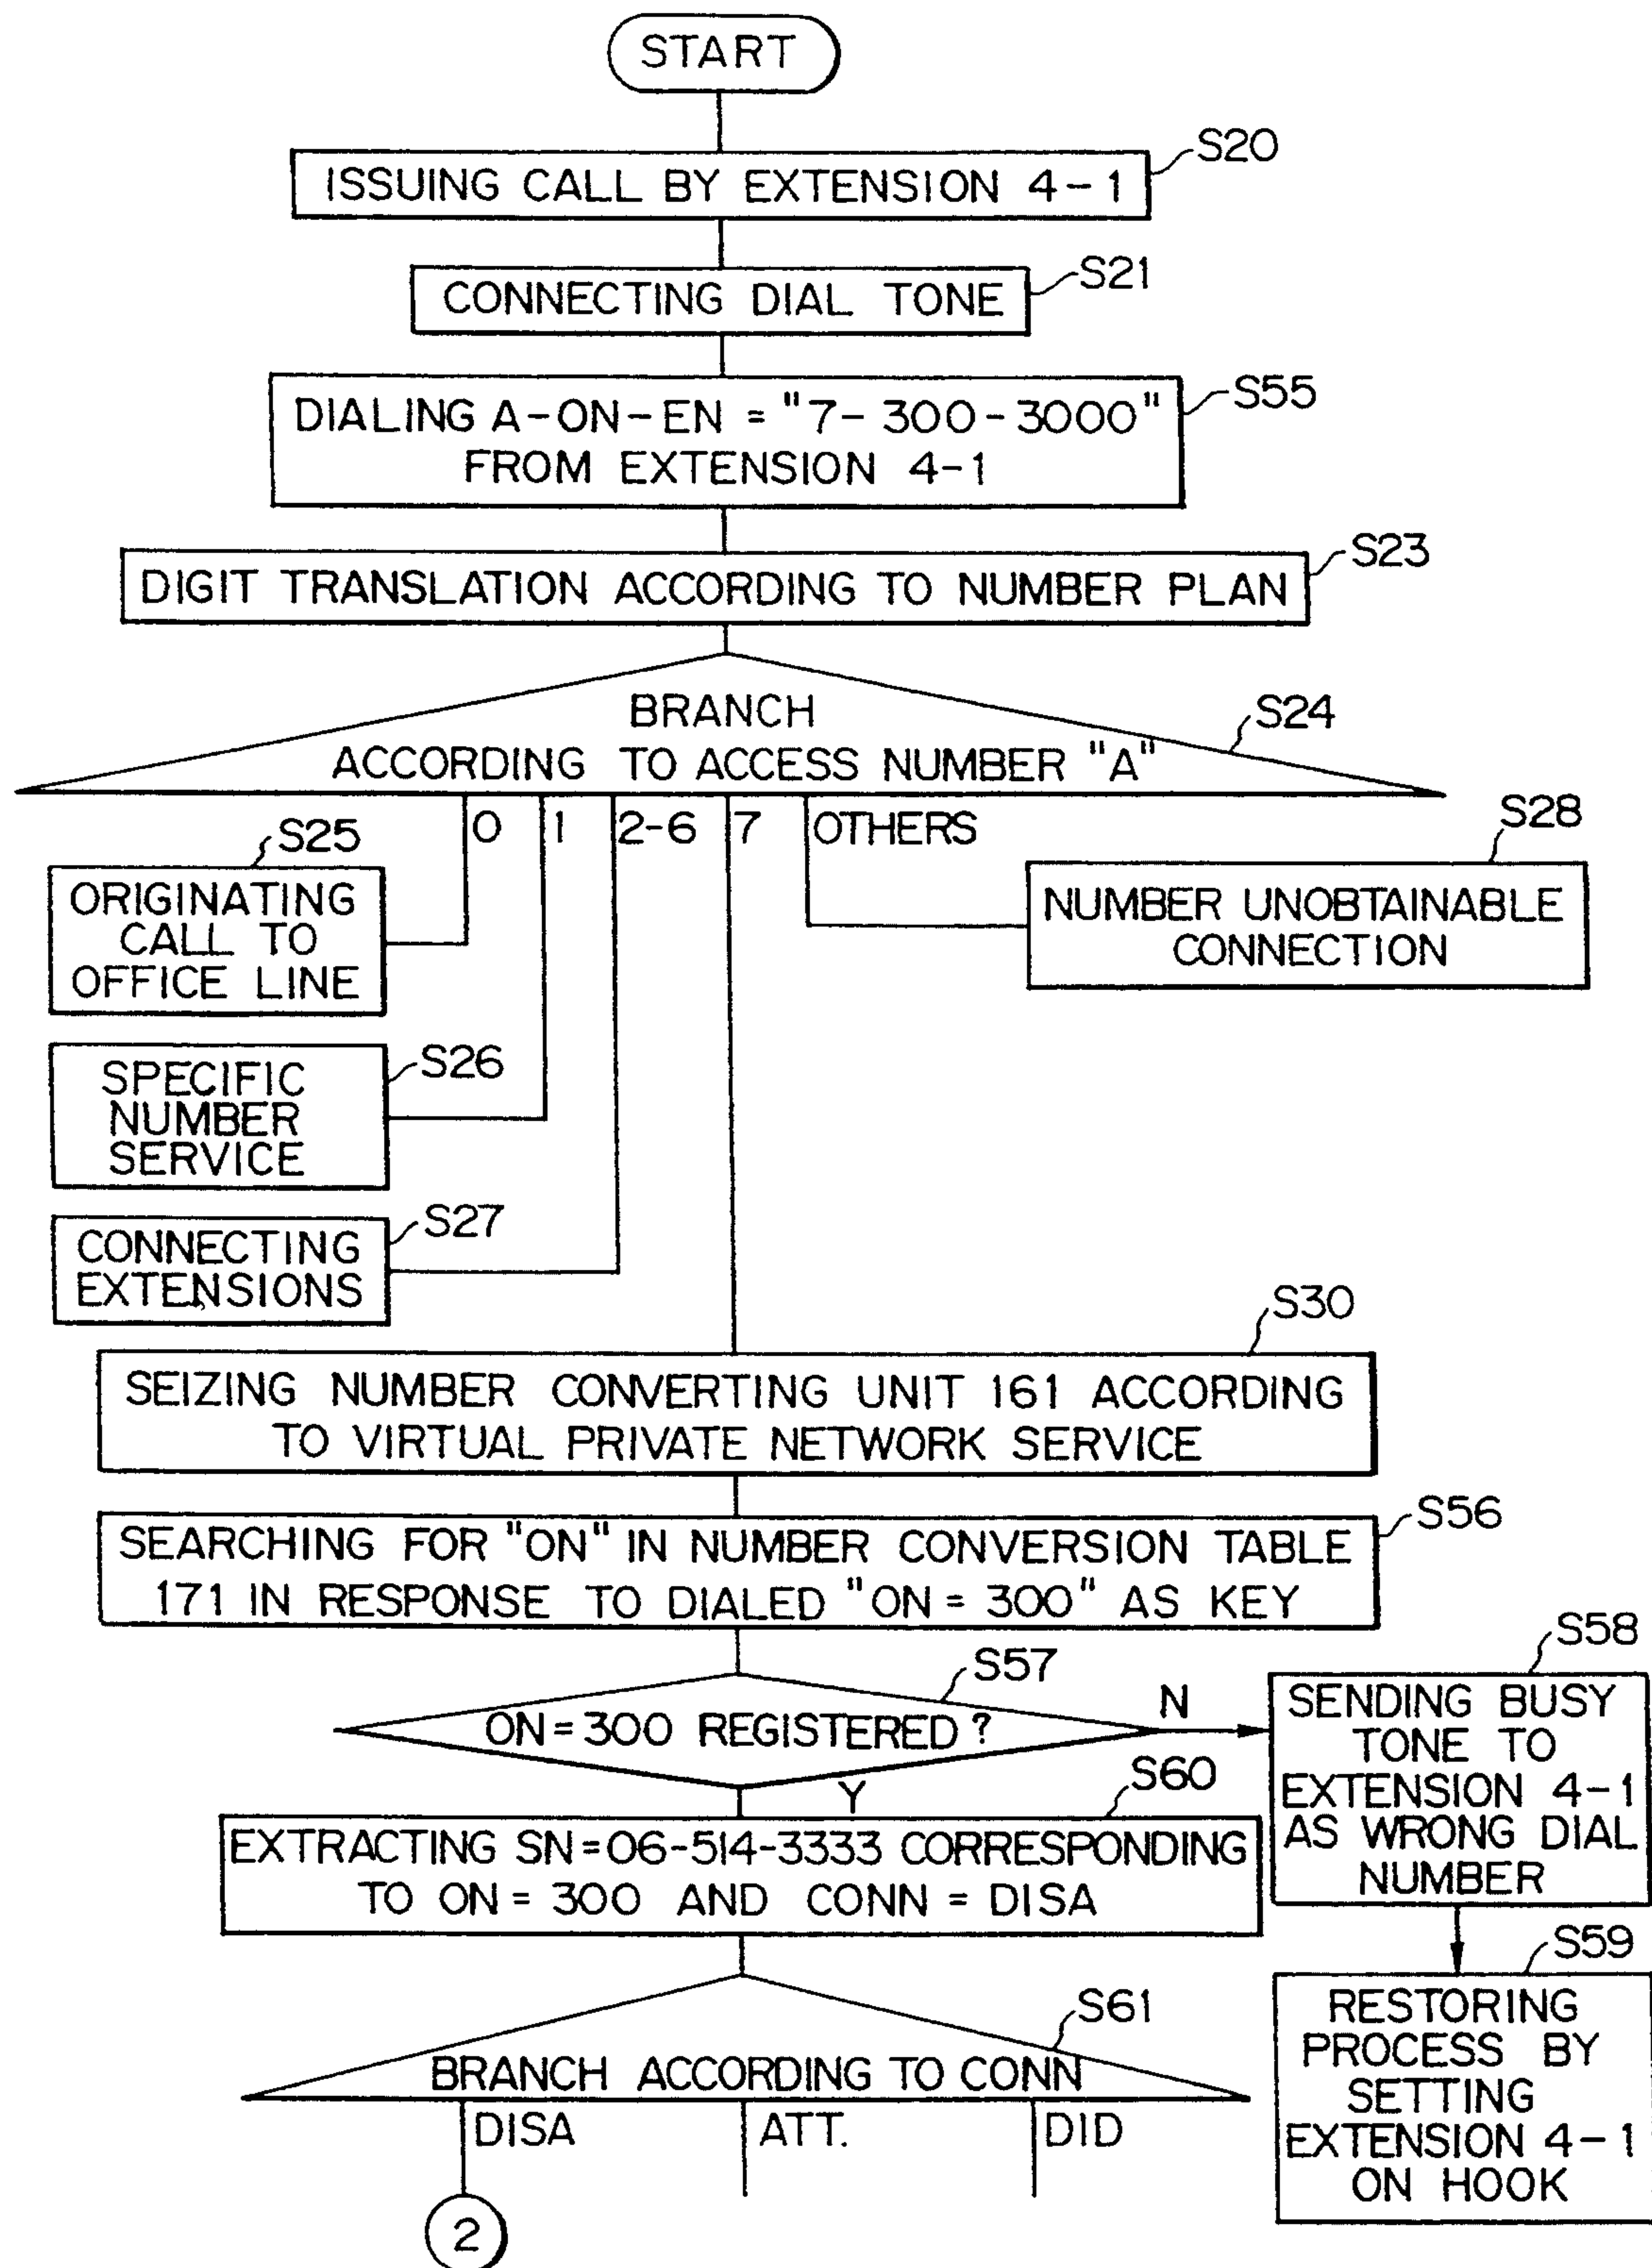 START
S20
ISSUING CALL BY EXTENSION 4-1
S21
CONNECTING DIAL TONE
S55
DIALING A-ON-EN = "7-300-3000"
FROM EXTENSION 4-1
S23
DIGIT TRANSLATION ACCORDING TO NUMBER PLAN
S24
BRANCH
ACCORDING TO ACCESS NUMBER "A"
0
1
2-6
7
OTHERS
S25
ORIGINATING
CALL TO
OFFICE LINE
S28
NUMBER UNOBTAINABLE
CONNECTION
S26
SPECIFIC
NUMBER
SERVICE
S27
CONNECTING
EXTENSIONS
S30
SEIZING NUMBER CONVERTING UNIT 161 ACCORDING
TO VIRTUAL PRIVATE NETWORK SERVICE
S56
SEARCHING FOR "ON" IN NUMBER CONVERSION TABLE
171 IN RESPONSE TO DIALED "ON = 300" AS KEY
S57
ON = 300 REGISTERED ?
N
Y
S58
SENDING BUSY
TONE TO
EXTENSION 4-1
AS WRONG DIAL
NUMBER
S60
EXTRACTING SN=06-514-3333 CORRESPONDING
TO ON = 300 AND CONN = DISA
S59
RESTORING
PROCESS BY
SETTING
EXTENSION 4-1
ON HOOK
S61
BRANCH ACCORDING TO CONN
DISA
ATT.
DID
2